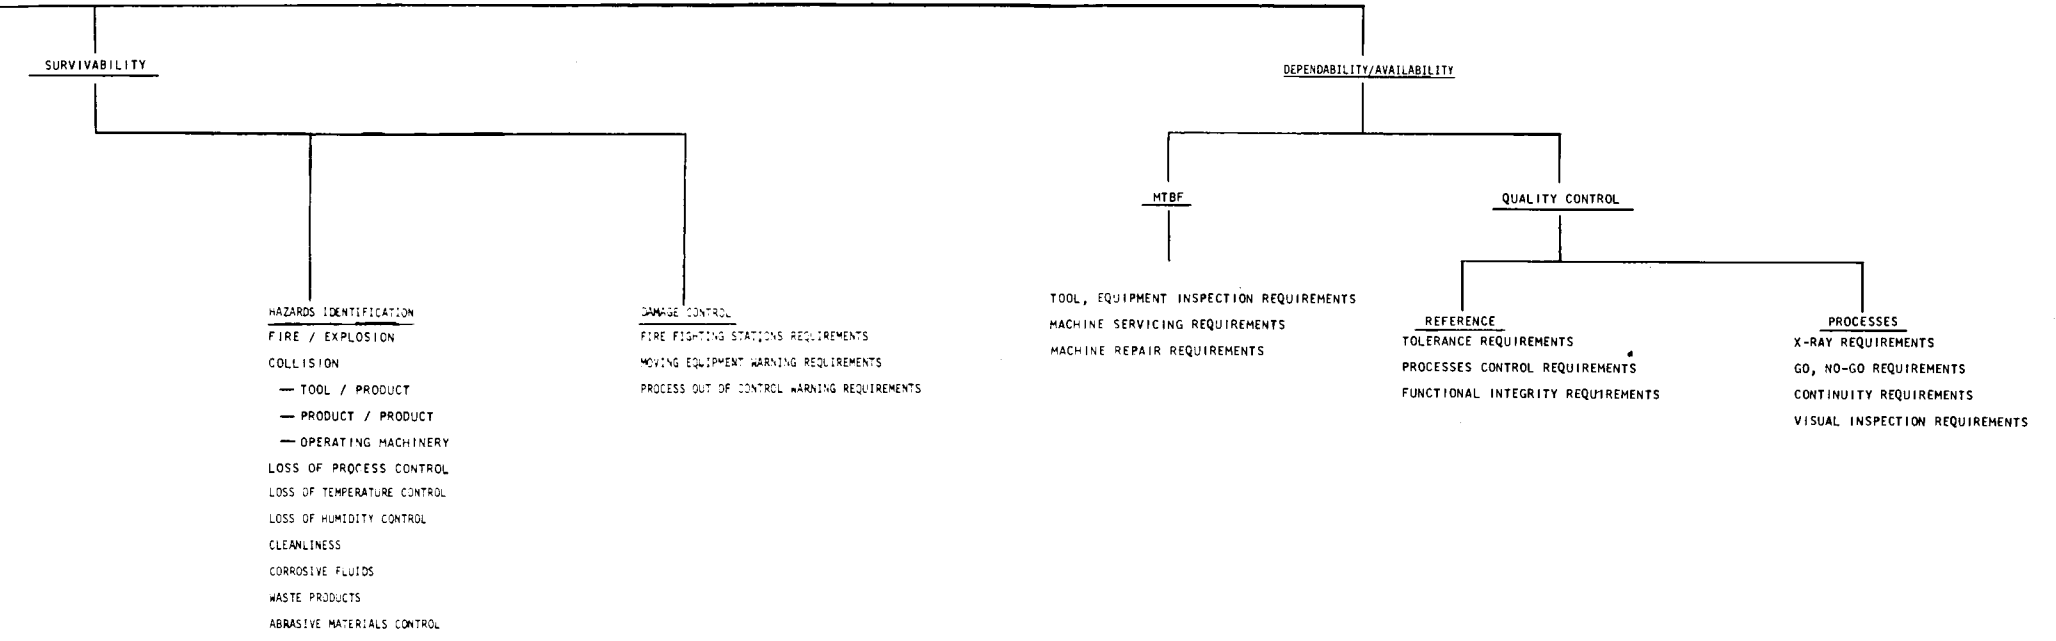 SURVIVABILITY
DEPENDABILITY/AVAILABILITY
MTBF
QUALITY CONTROL
HAZARDS IDENTIFICATION
FIRE / EXPLOSION
COLLISION
— TOOL / PRODUCT
— PRODUCT / PRODUCT
— OPERATING MACHINERY
LOSS OF PROCESS CONTROL
LOSS OF TEMPERATURE CONTROL
LOSS OF HUMIDITY CONTROL
CLEANLINESS
CORROSIVE FLUIDS
WASTE PRODUCTS
ABRASIVE MATERIALS CONTROL
DAMAGE CONTROL
FIRE FIGHTING STATIONS REQUIREMENTS
MOVING EQUIPMENT WARNING REQUIREMENTS
PROCESS OUT OF CONTROL WARNING REQUIREMENTS
TOOL, EQUIPMENT INSPECTION REQUIREMENTS
MACHINE SERVICING REQUIREMENTS
MACHINE REPAIR REQUIREMENTS
REFERENCE
TOLERANCE REQUIREMENTS
PROCESSES CONTROL REQUIREMENTS
FUNCTIONAL INTEGRITY REQUIREMENTS
PROCESSES
X-RAY REQUIREMENTS
GO, NO-GO REQUIREMENTS
CONTINUITY REQUIREMENTS
VISUAL INSPECTION REQUIREMENTS